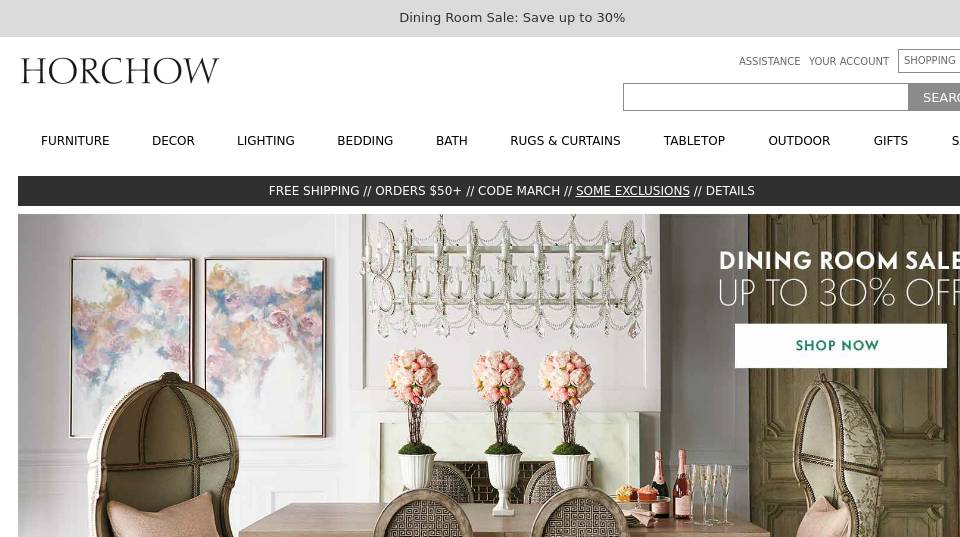 Dining Room Sale: Save up to 30%
HORCHOW
ASSISTANCE YOUR ACCOUNT SHOPPING
FURNITURE DECOR LIGHTING BEDDING BATH RUGS & CURTAINS TABLETOP OUTDOOR GIFTS
FREE SHIPPING // ORDERS $50+ // CODE MARCH // SOME EXCLUSIONS // DETAILS
DINING ROOM SALE
UP TO 30% OFF
SHOP NOW